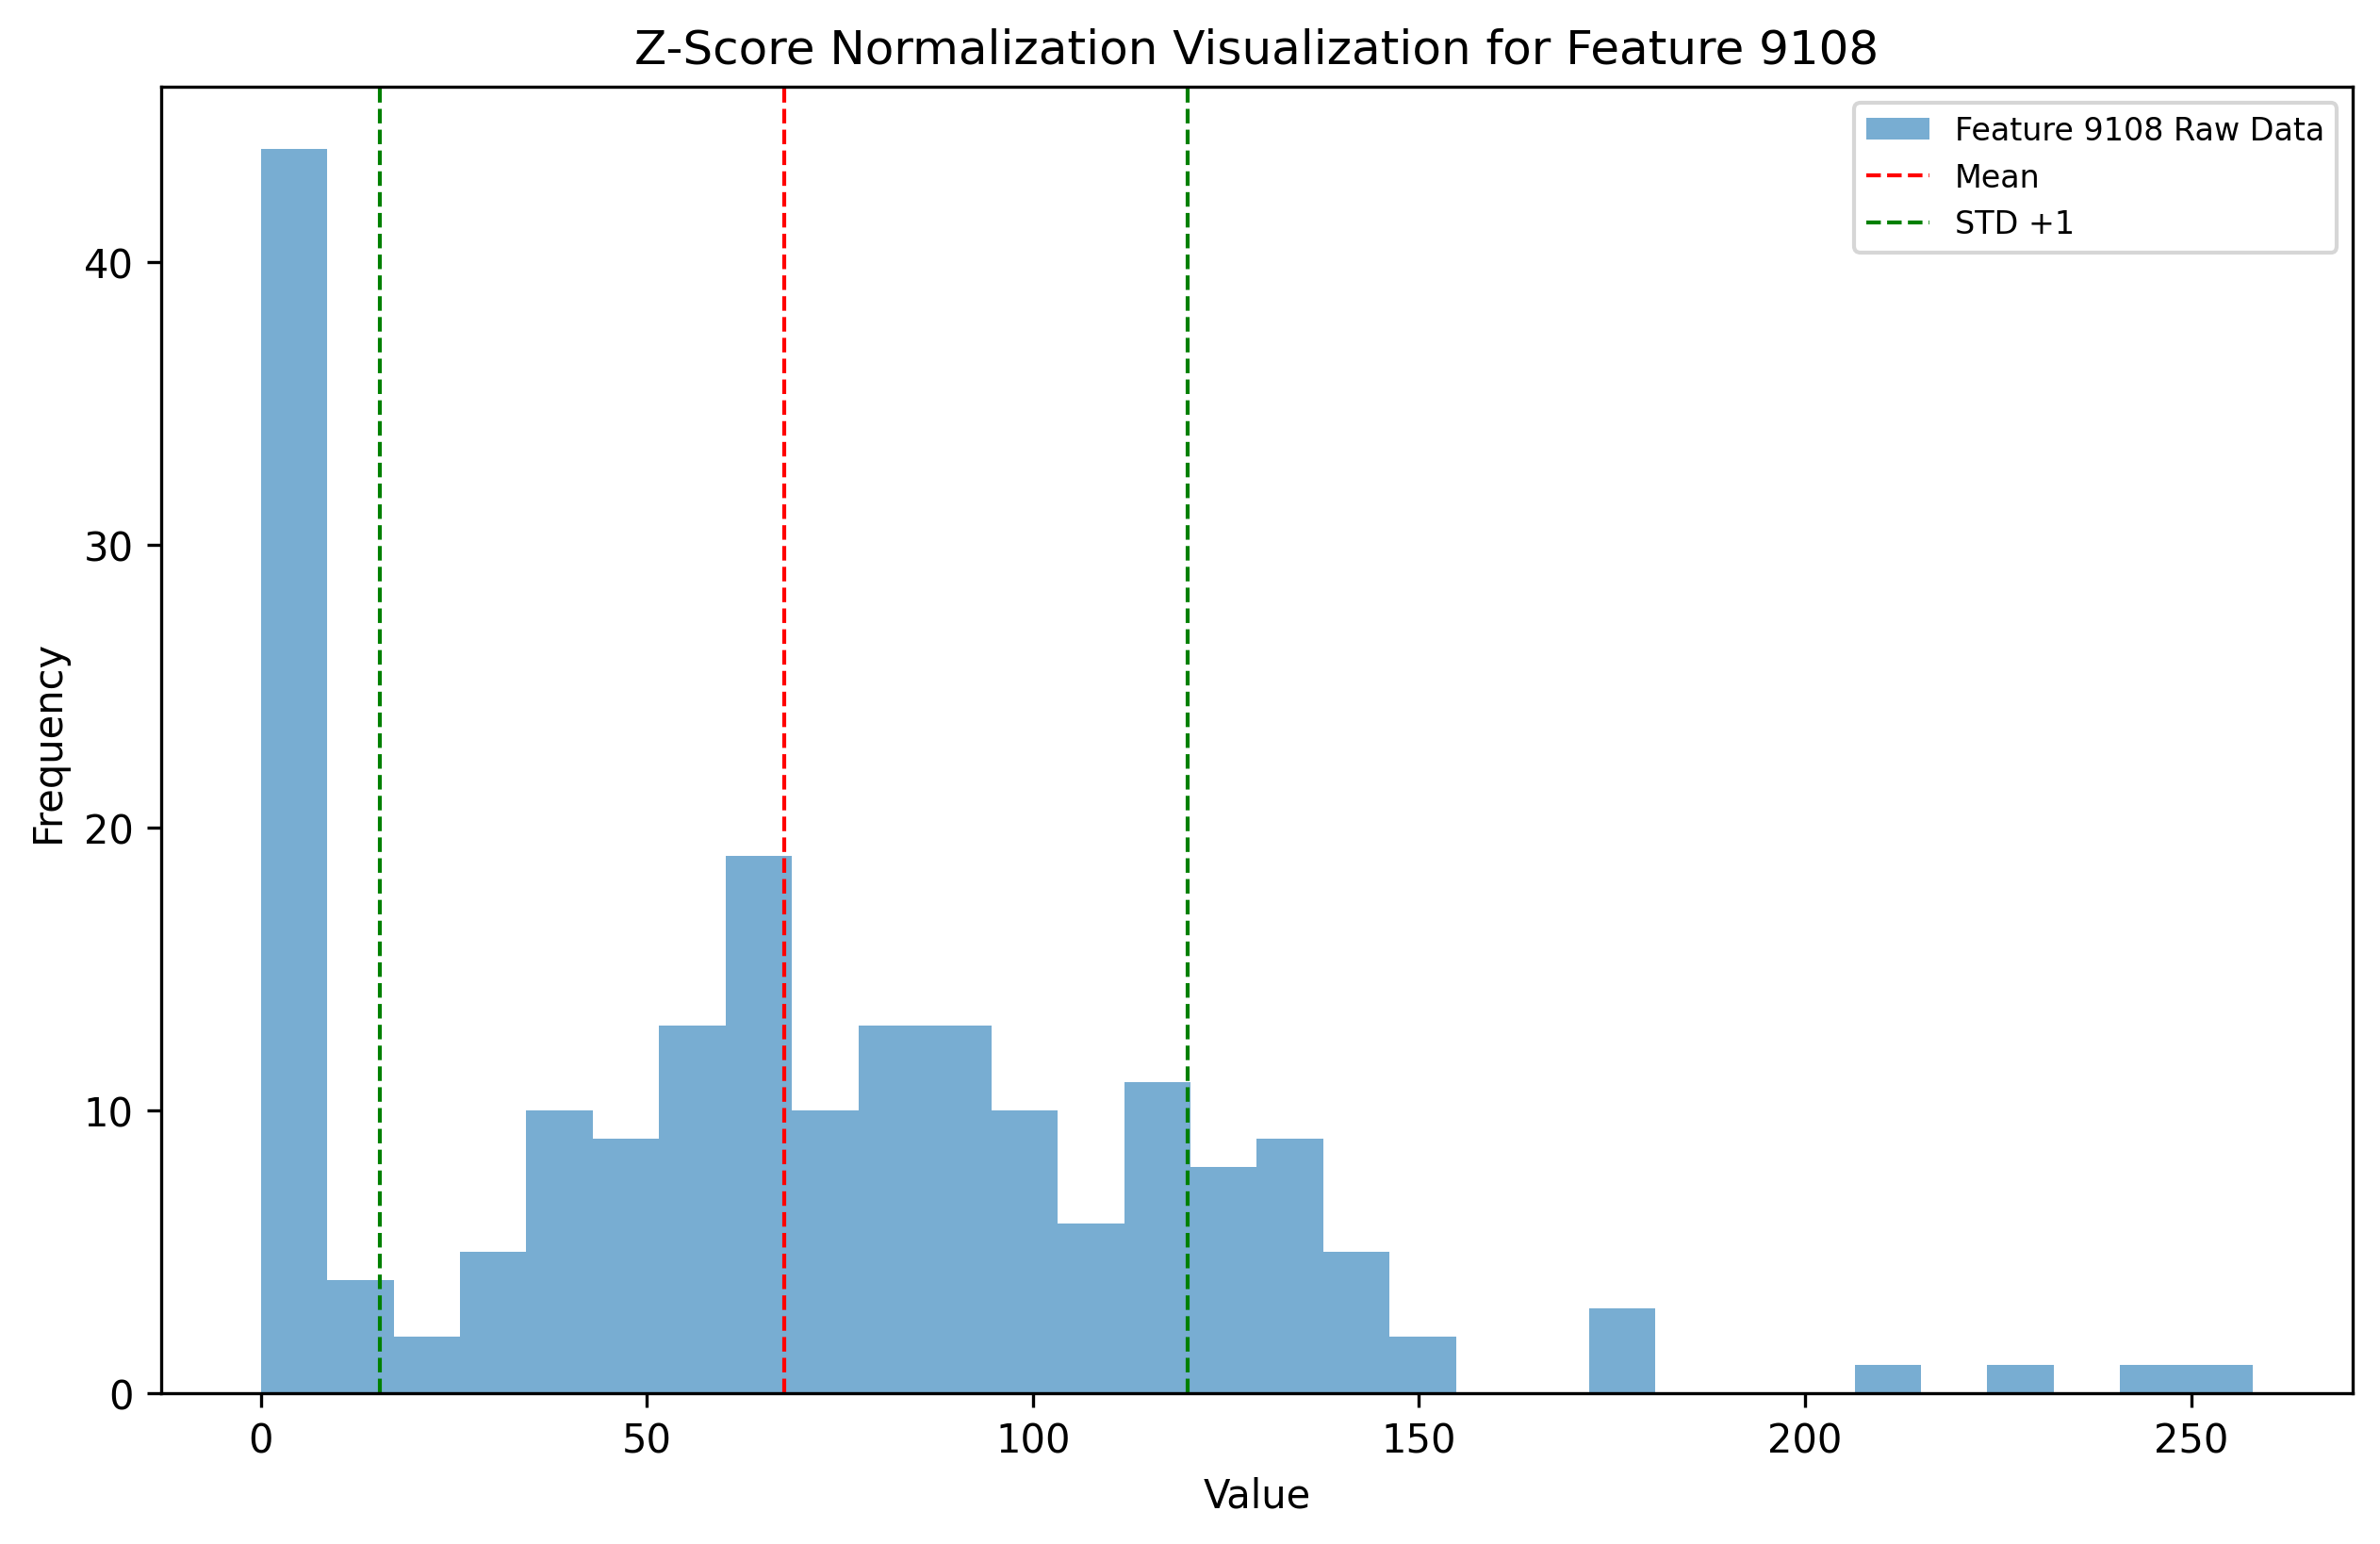 Z-Score Normalization Visualization for Feature 9108
Feature 9108 Raw Data
Mean
STD +1
Frequency
40
30
20
10
0
0 50 100 150 200 250
Value